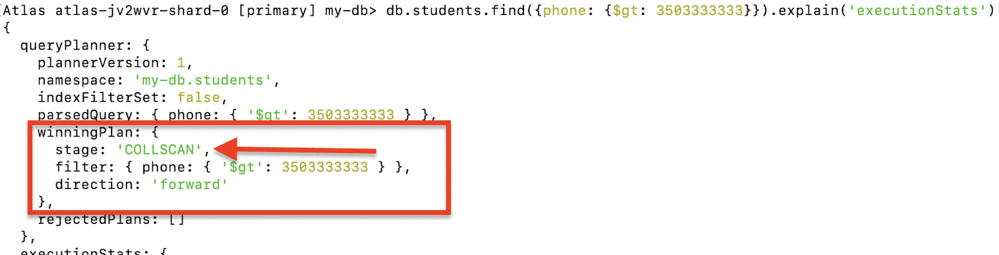 Atlas atlas-jv2wvr-shard-0 [primary] my-db> db.students.find({phone: {$gt: 3503333333}}).explain('executionStats')
{
  queryPlanner: {
    plannerVersion: 1,
    namespace: 'my-db.students',
    indexFilterSet: false,
    parsedQuery: { phone: { '$gt': 3503333333 } },
    winningPlan: {
      stage: 'COLLSCAN',
      filter: { phone: { '$gt': 3503333333 } },
      direction: 'forward'
    },
    rejectedPlans: []
  },
  executionStats: {